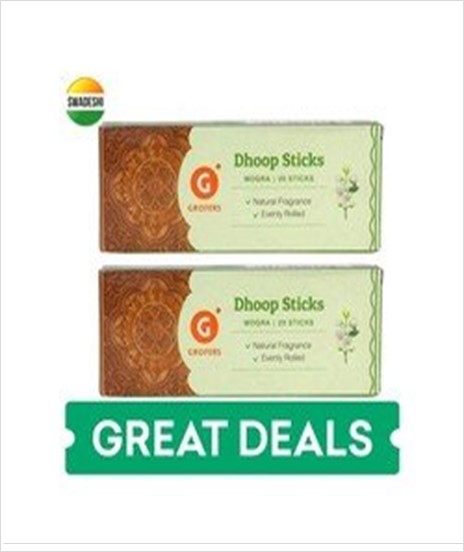 SWADESHI
G
GROFERS
Dhoop Sticks
MOGRA | 20 STICKS
✓ Natural Fragrance
✓ Evenly Rolled
G
GROFERS
Dhoop Sticks
MOGRA | 20 STICKS
✓ Natural Fragrance
✓ Evenly Rolled
GREAT DEALS